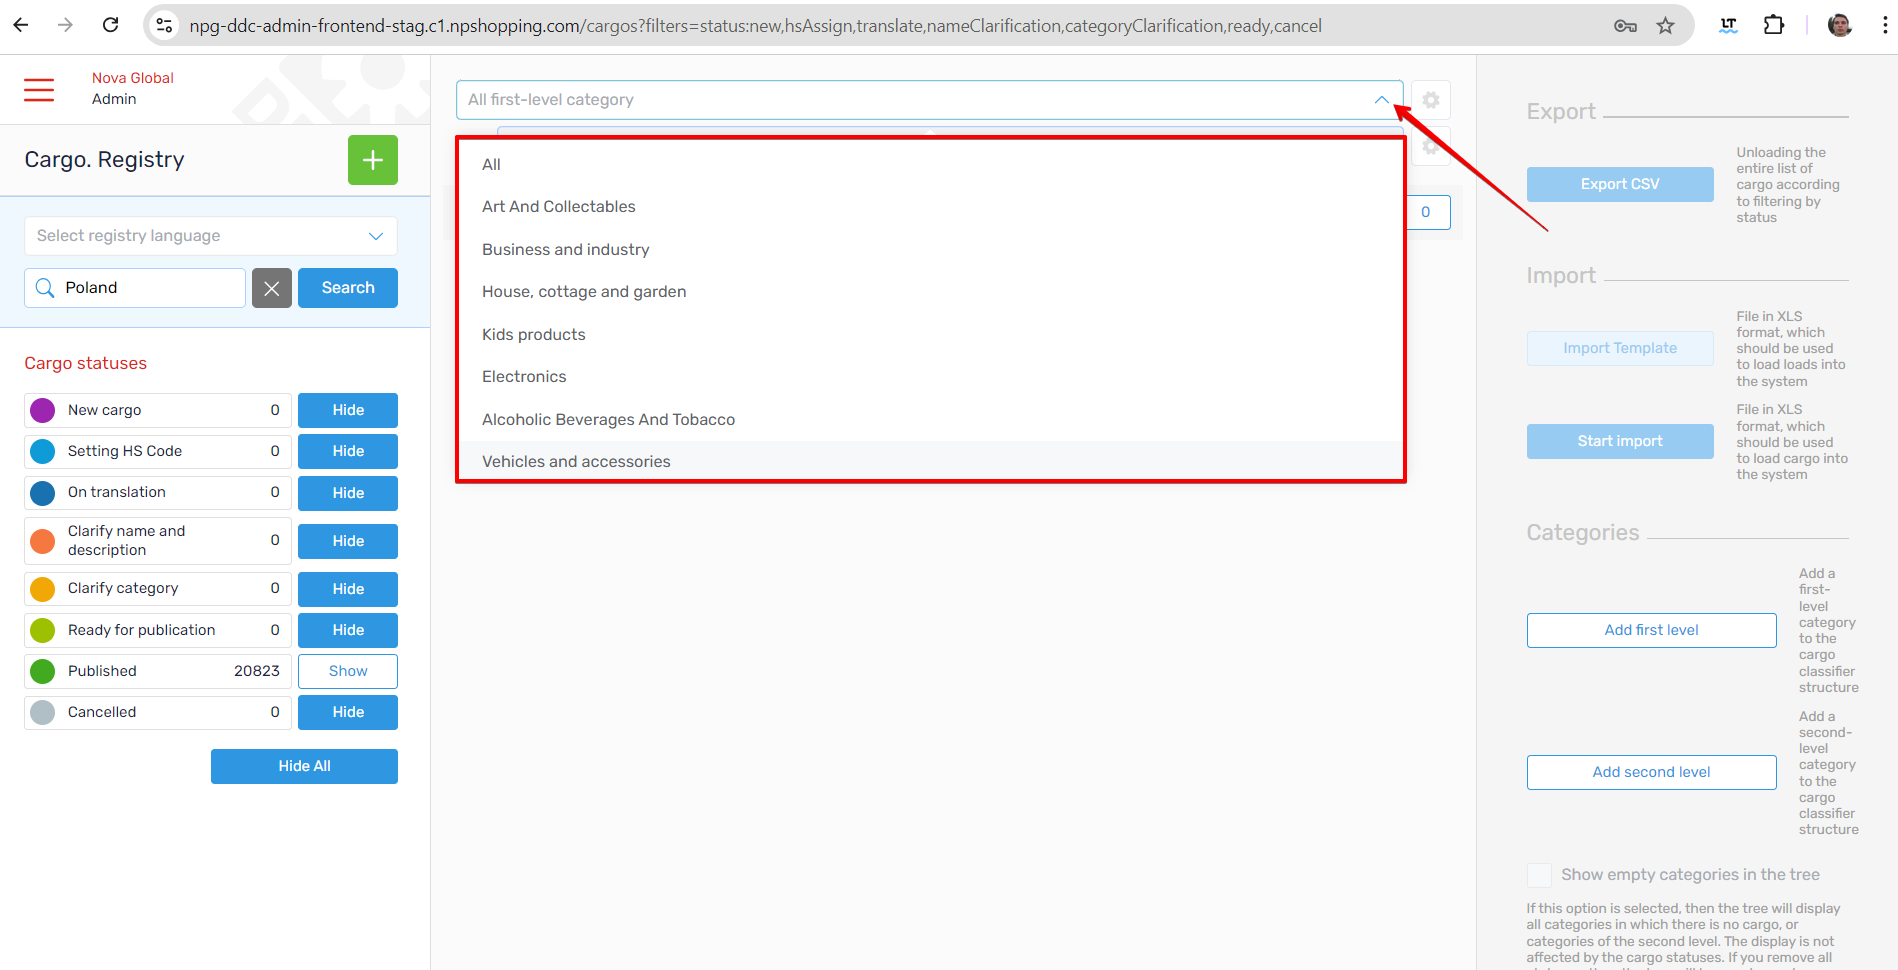 npg-ddc-admin-frontend-stag.c1.npshopping.com/cargos?filters=status:new,hsAssign,translate,nameClarification,categoryClarification,ready,cancel
LT
Nova Global
Admin
Cargo. Registry
Select registry language
Poland
Search
Cargo statuses
New cargo 0 Hide
Setting HS Code 0 Hide
On translation 0 Hide
Clarify name and
description 0 Hide
Clarify category 0 Hide
Ready for publication 0 Hide
Published 20823 Show
Cancelled 0 Hide
Hide All
All first-level category
All
Art And Collectables
Business and industry
House, cottage and garden
Kids products
Electronics
Alcoholic Beverages And Tobacco
Vehicles and accessories
0
Export
Export CSV
Unloading the
entire list of
cargo according
to filtering by
status
Import
Import Template
File in XLS
format, which
should be used
to load loads into
the system
Start import
File in XLS
format, which
should be used
to load cargo into
the system
Categories
Add first level
Add a
first-
level
category
to the
cargo
classifier
structure
Add second level
Add a
second-
level
category
to the
cargo
classifier
structure
Show empty categories in the tree
If this option is selected, then the tree will display
all categories in which there is no cargo, or
categories of the second level. The display is not
affected by the cargo statuses. If you remove all